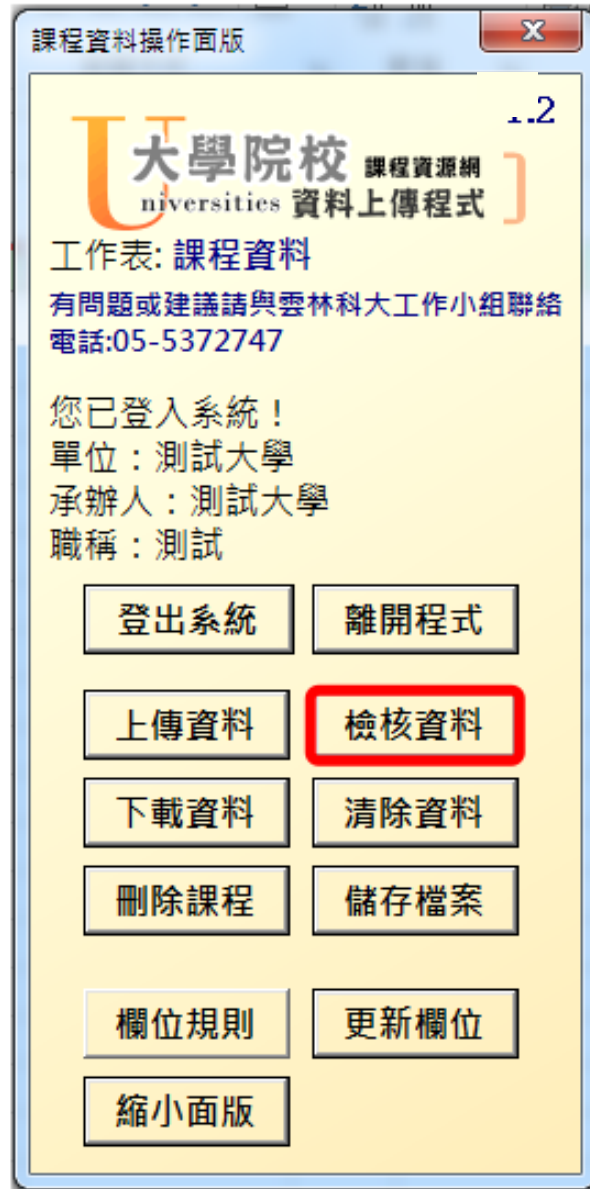 課程資料操作面版
.2
大學院校 課程資源網
Universities 資料上傳程式
工作表: 課程資料
有問題或建議請與雲林科大工作小組聯絡
電話:05-5372747
您已登入系統！
單位：測試大學
承辦人：測試大學
職稱：測試
登出系統 離開程式
上傳資料 檢核資料
下載資料 清除資料
刪除課程 儲存檔案
欄位規則 更新欄位
縮小面版